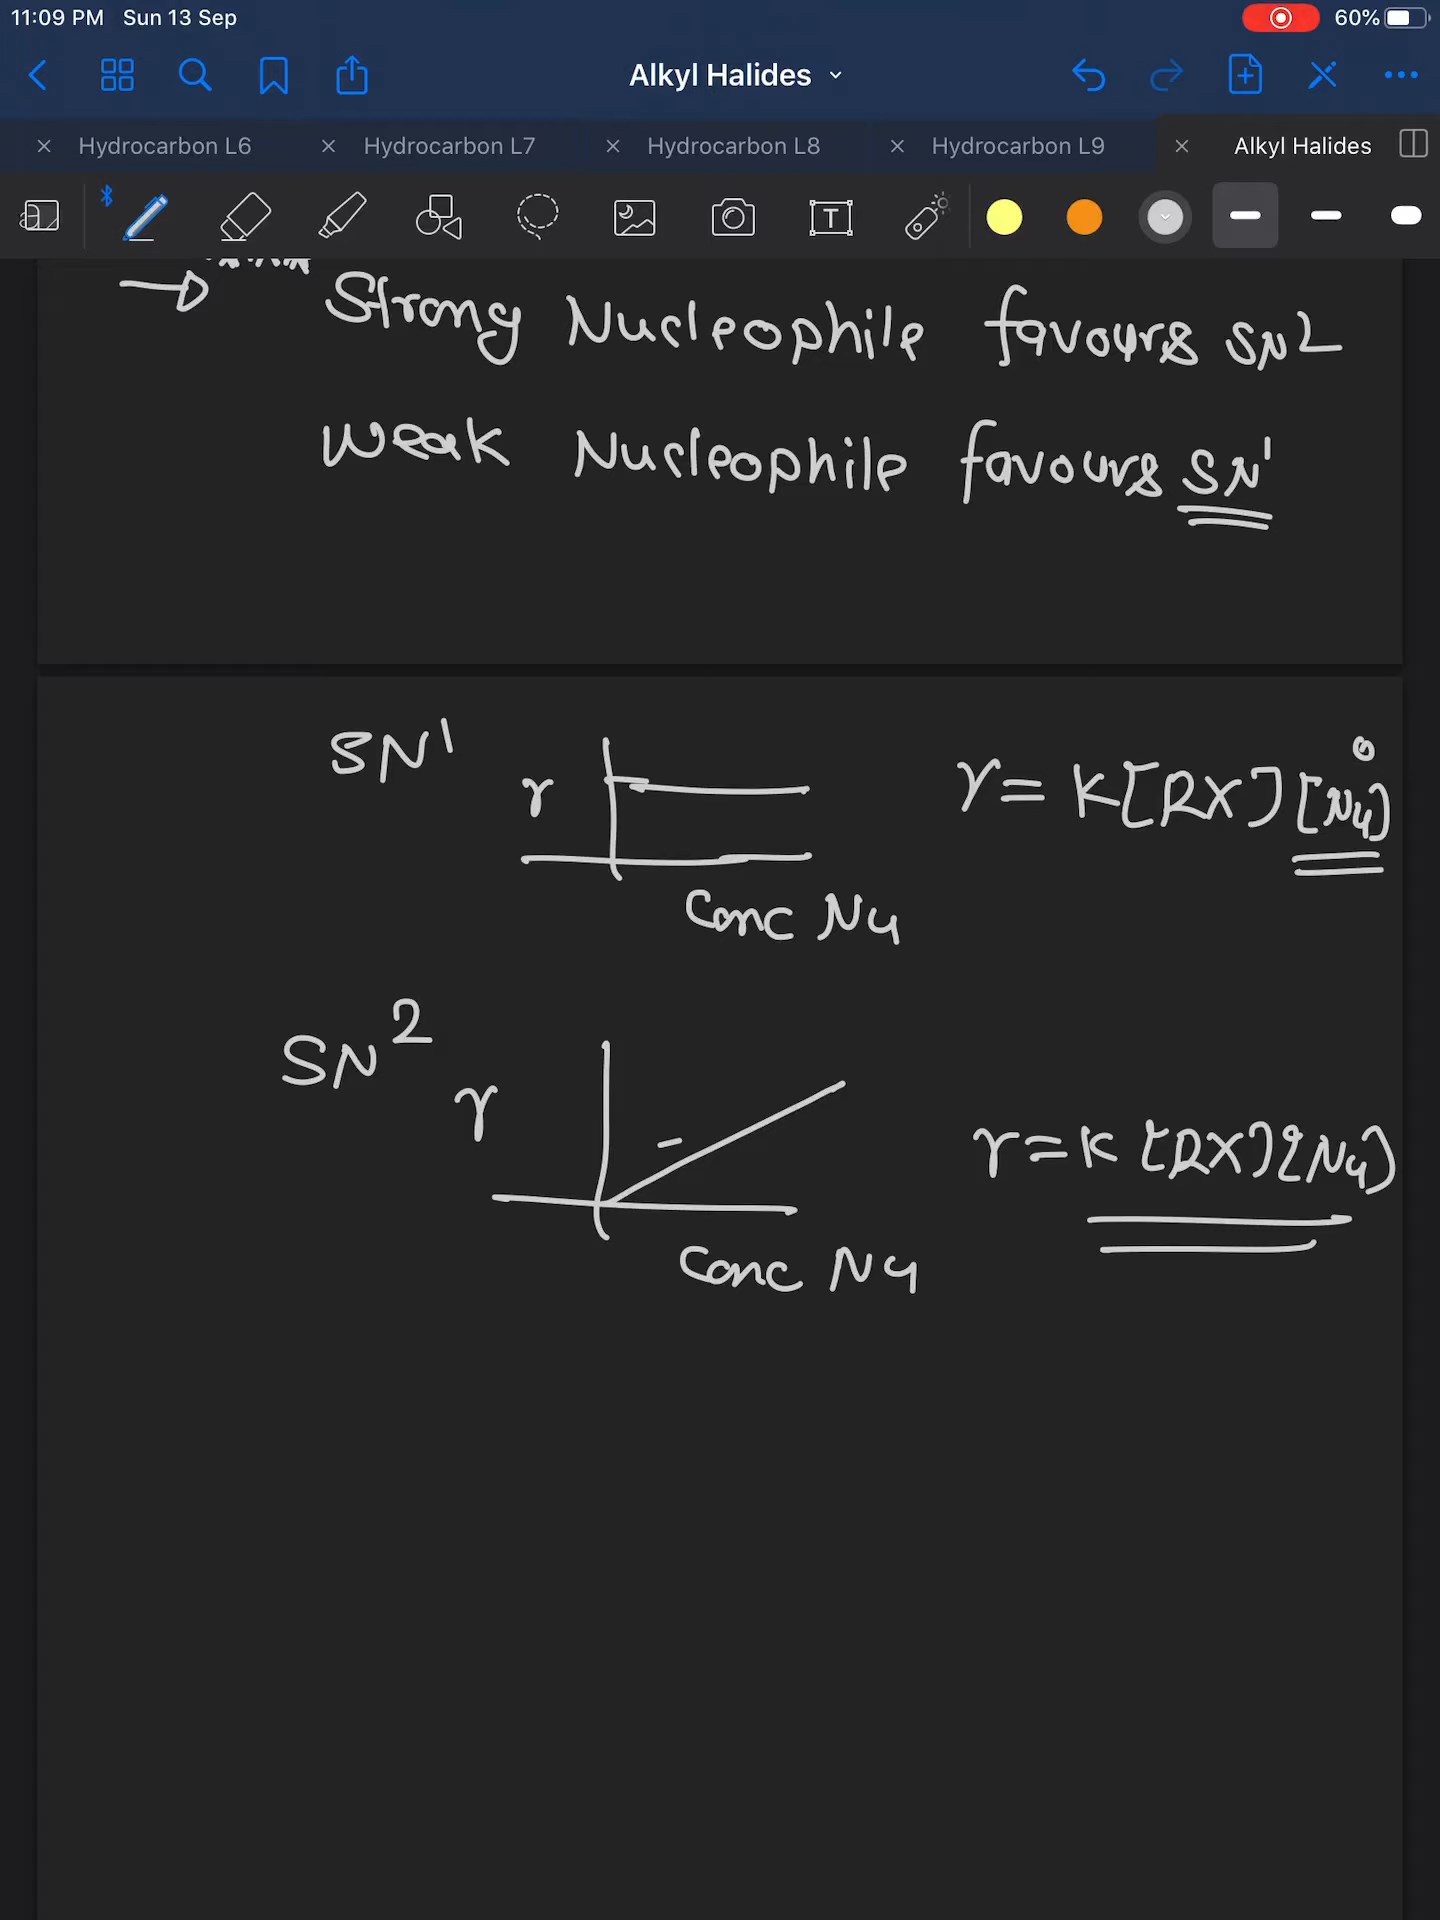 11:09 PM Sun 13 Sep 60%
Alkyl Halides
Hydrocarbon L6 Hydrocarbon L7 Hydrocarbon L8 Hydrocarbon L9 Alkyl Halides
Strong Nucleophile favours SN2
Weak Nucleophile favours SN1
SN1
r
r = K[RX][Nu]⁰
Conc Nu
SN2
r
r = K[RX][Nu]
Conc Nu